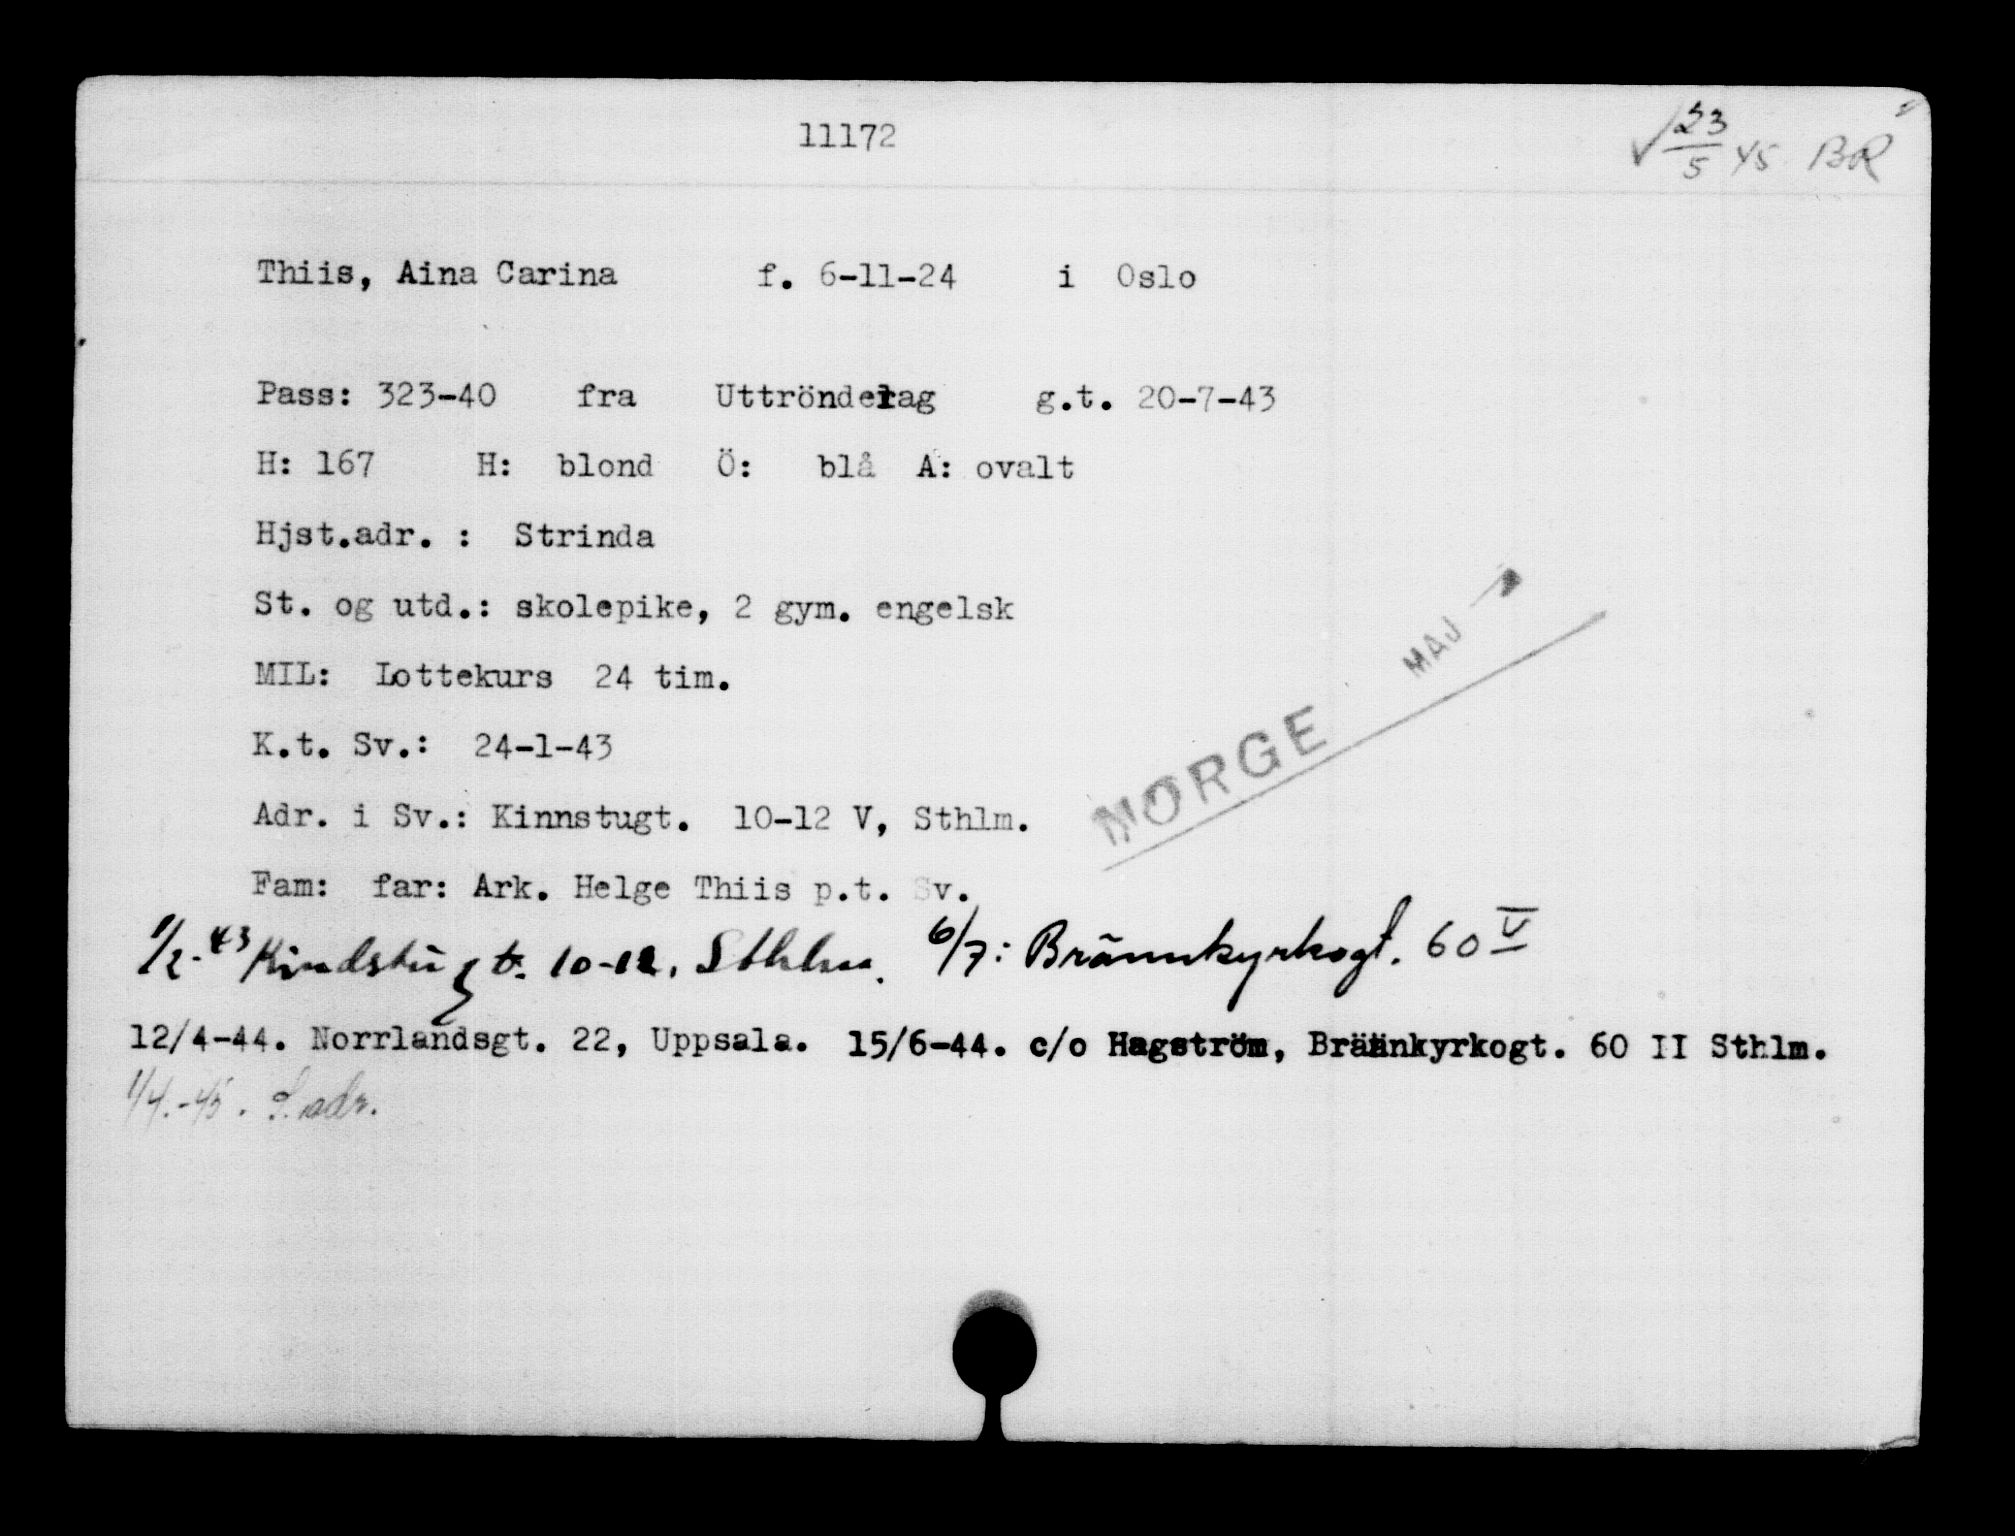 11172
√ 23/5 45 BR
Thiis, Aina Carina f. 6-11-24 i Oslo
Pass: 323-40 fra Uttröndelag g.t. 20-7-43
H: 167 H: blond Ö: blå A: ovalt
Hjst.adr. : Strinda
St. og utd.: skolepike, 2 gym. engelsk
MIL: Lottekurs 24 tim.
MAJ
K.t. Sv.: 24-1-43
NORGE
Adr. i Sv.: Kinnstugt. 10-12 V, Sthlm.
Fam: far: Ark. Helge Thiis p.t. Sv.
1/2-43 Kindstugt. 10-12, Sthlm. 6/7: Brännkyrkogt. 60 V
12/4-44. Norrlandsgt. 22, Uppsala. 15/6-44. c/o Hagström, Bräänkyrkogt. 60 II Sthlm.
1/4.-45. S. adr.